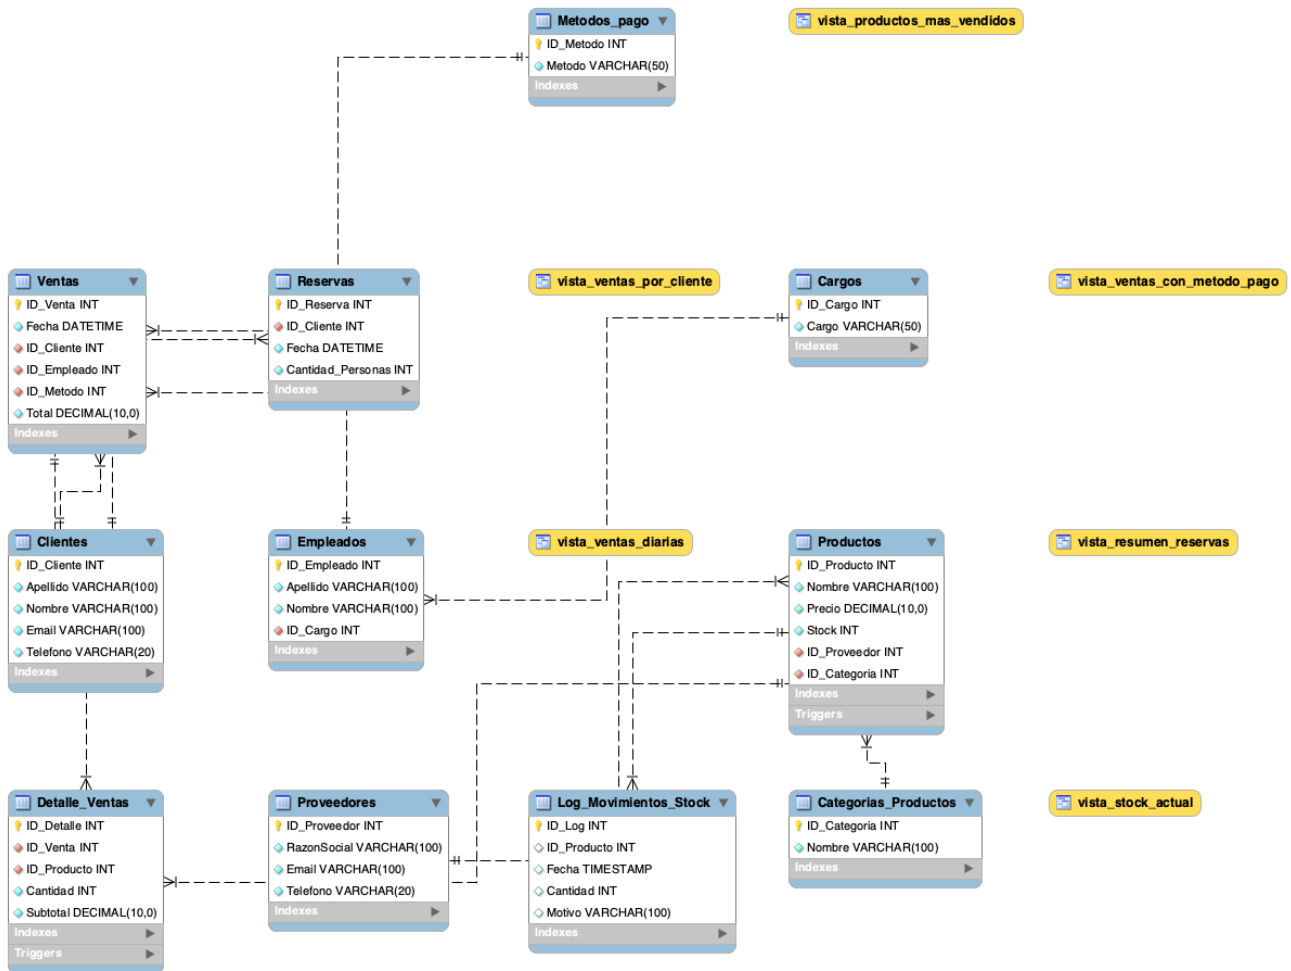 Metodos_pago
ID_Metodo INT
Metodo VARCHAR(50)
Indexes
vista_productos_mas_vendidos
Ventas
ID_Venta INT
Fecha DATETIME
ID_Cliente INT
ID_Empleado INT
ID_Metodo INT
Total DECIMAL(10,0)
Indexes
Reservas
ID_Reserva INT
ID_Cliente INT
Fecha DATETIME
Cantidad_Personas INT
Indexes
vista_ventas_por_cliente
Cargos
ID_Cargo INT
Cargo VARCHAR(50)
Indexes
vista_ventas_con_metodo_pago
Clientes
ID_Cliente INT
Apellido VARCHAR(100)
Nombre VARCHAR(100)
Email VARCHAR(100)
Telefono VARCHAR(20)
Indexes
Empleados
ID_Empleado INT
Apellido VARCHAR(100)
Nombre VARCHAR(100)
ID_Cargo INT
Indexes
vista_ventas_diarias
Productos
ID_Producto INT
Nombre VARCHAR(100)
Precio DECIMAL(10,0)
Stock INT
ID_Proveedor INT
ID_Categoria INT
Indexes
Triggers
vista_resumen_reservas
Detalle_Ventas
ID_Detalle INT
ID_Venta INT
ID_Producto INT
Cantidad INT
Subtotal DECIMAL(10,0)
Indexes
Triggers
Proveedores
ID_Proveedor INT
RazonSocial VARCHAR(100)
Email VARCHAR(100)
Telefono VARCHAR(20)
Indexes
Log_Movimientos_Stock
ID_Log INT
ID_Producto INT
Fecha TIMESTAMP
Cantidad INT
Motivo VARCHAR(100)
Indexes
Categorias_Productos
ID_Categoria INT
Nombre VARCHAR(100)
Indexes
vista_stock_actual